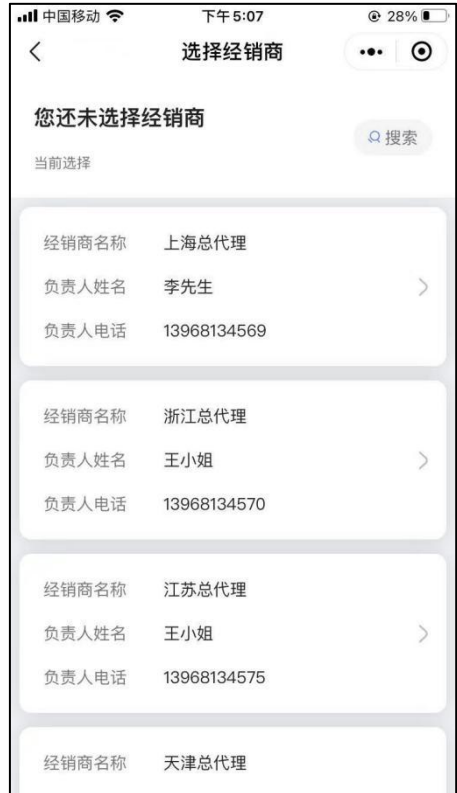 中国移动 下午5:07 28%
选择经销商
您还未选择经销商
搜索
当前选择
经销商名称 上海总代理
负责人姓名 李先生
负责人电话 13968134569
经销商名称 浙江总代理
负责人姓名 王小姐
负责人电话 13968134570
经销商名称 江苏总代理
负责人姓名 王小姐
负责人电话 13968134575
经销商名称 天津总代理